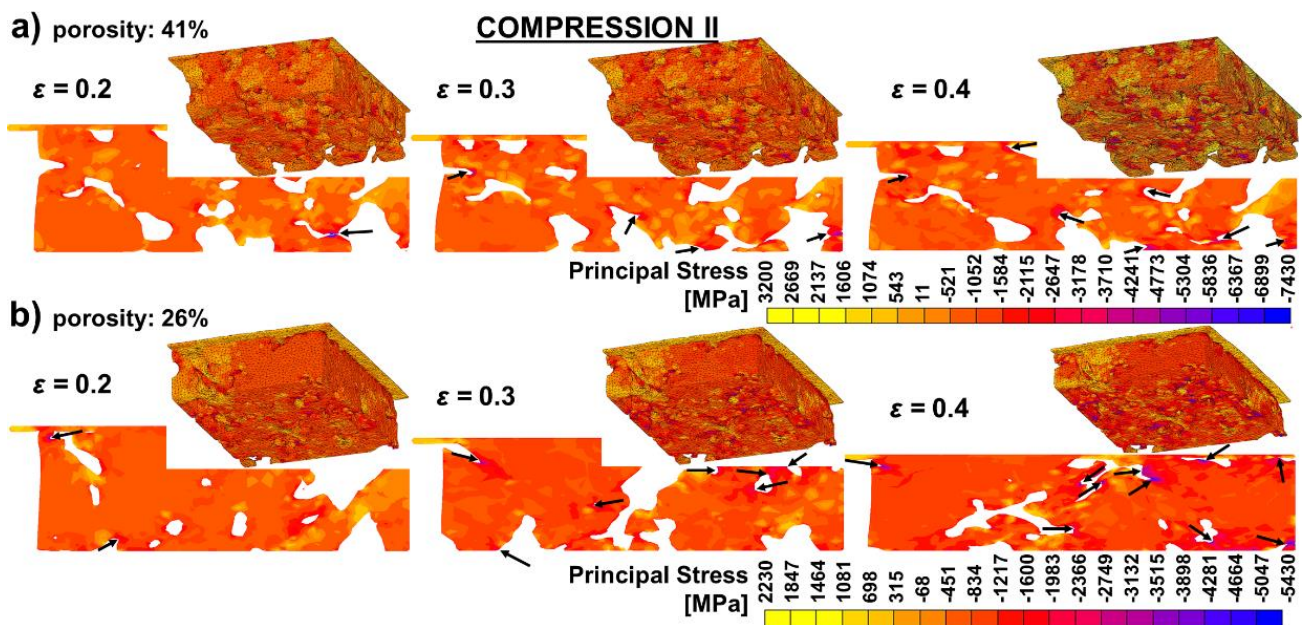 a) porosity: 41%
COMPRESSION II
ε = 0.2
ε = 0.3
ε = 0.4
Principal Stress
[MPa]
3200 2669 2137 1606 1074 543 11 -521 -1052 -1584 -2115 -2647 -3178 -3710 -4241 -4773 -5304 -5836 -6367 -6899 -7430
b) porosity: 26%
ε = 0.2
ε = 0.3
ε = 0.4
Principal Stress
[MPa]
2230 1847 1464 1081 698 315 -68 -451 -834 -1217 -1600 -1983 -2366 -2749 -3132 -3515 -3898 -4281 -4664 -5047 -5430